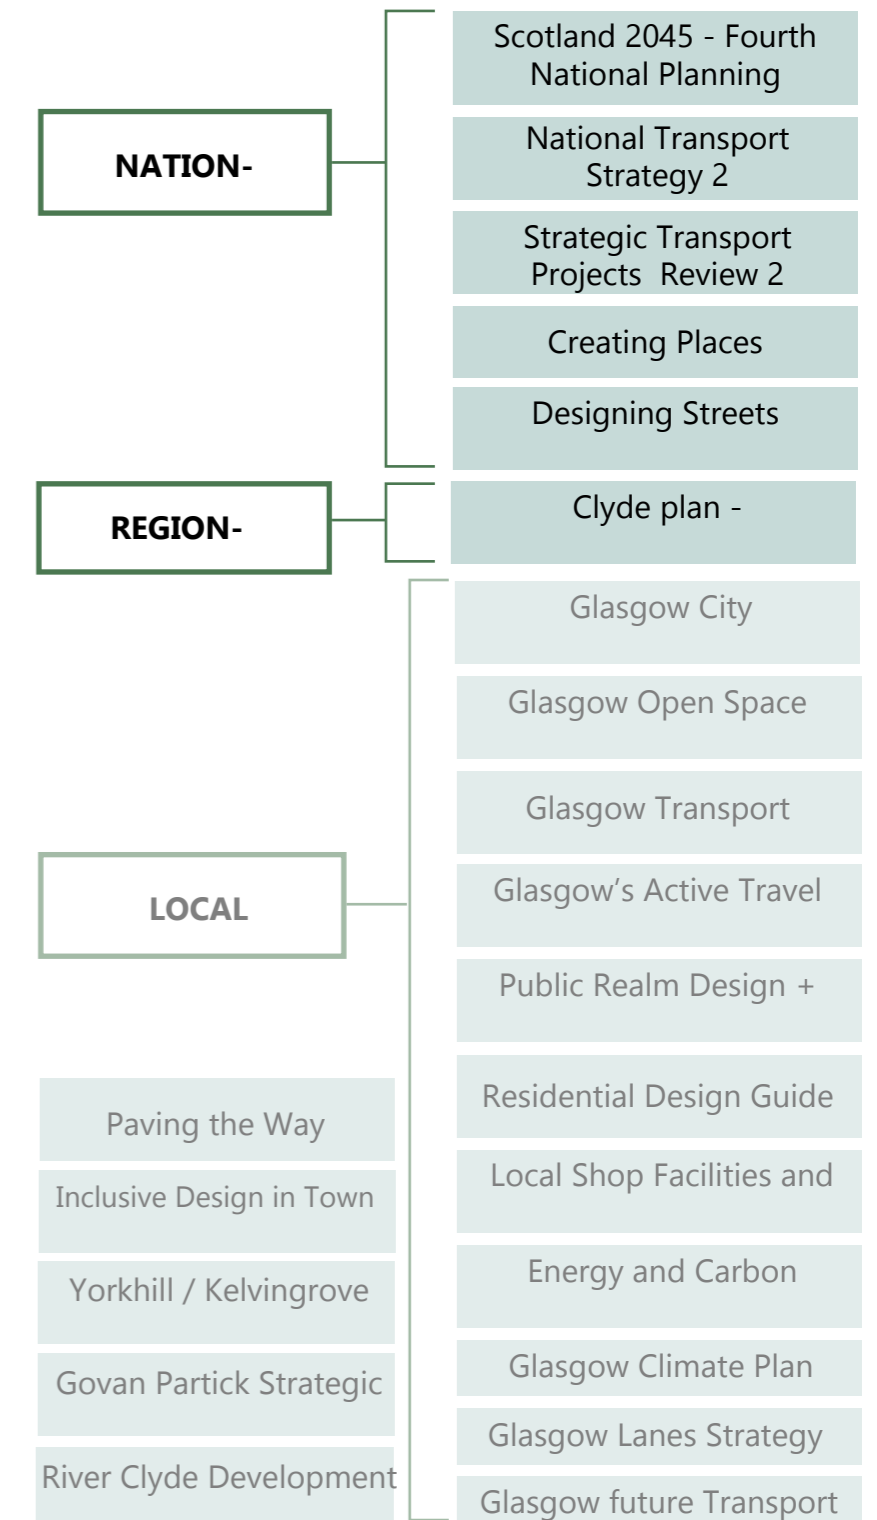 NATION-
Scotland 2045 - Fourth
National Planning
National Transport
Strategy 2
Strategic Transport
Projects Review 2
Creating Places
Designing Streets
REGION-
Clyde plan -
LOCAL
Glasgow City
Glasgow Open Space
Glasgow Transport
Glasgow's Active Travel
Public Realm Design +
Residential Design Guide
Local Shop Facilities and
Energy and Carbon
Glasgow Climate Plan
Glasgow Lanes Strategy
Glasgow future Transport
Paving the Way
Inclusive Design in Town
Yorkhill / Kelvingrove
Govan Partick Strategic
River Clyde Development